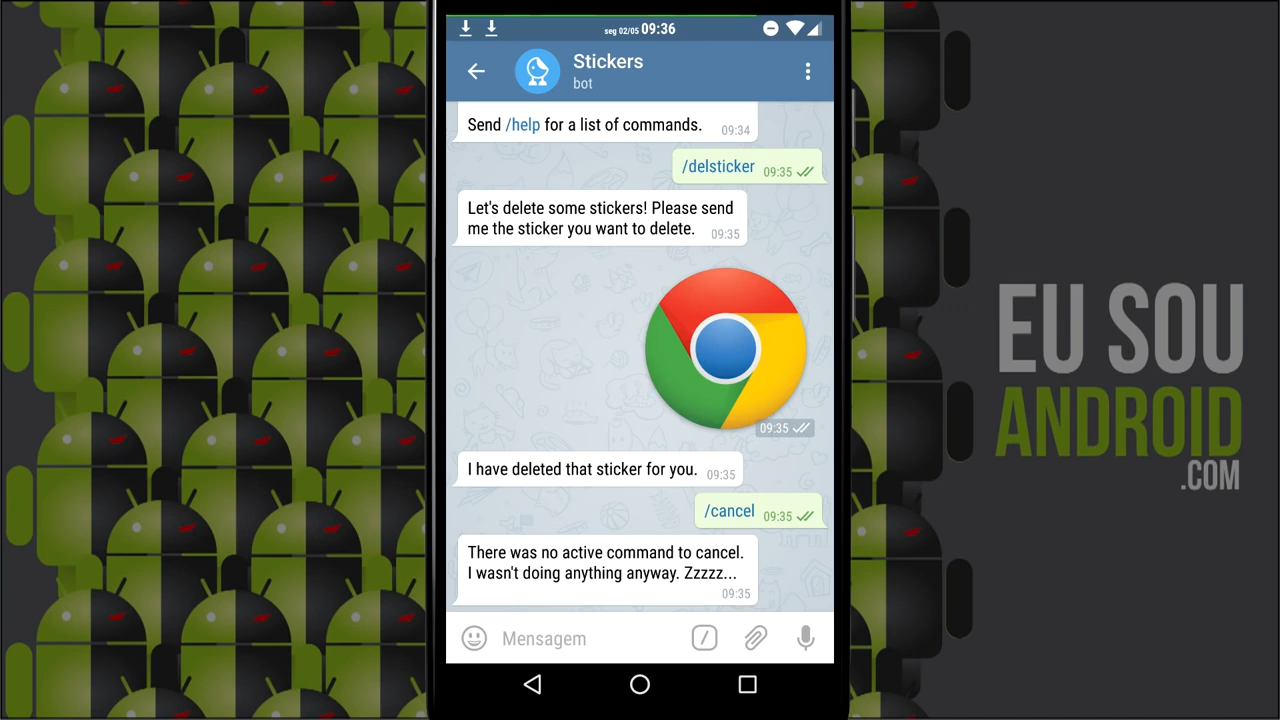 seg 02/05 09:36
Stickers
bot
Send /help for a list of commands.
09:34
/delsticker
09:35
Let's delete some stickers! Please send
me the sticker you want to delete.
09:35
09:35
I have deleted that sticker for you.
09:35
/cancel
09:35
There was no active command to cancel.
I wasn't doing anything anyway. Zzzzz...
09:35
Mensagem
EU SOU
ANDROID
.COM